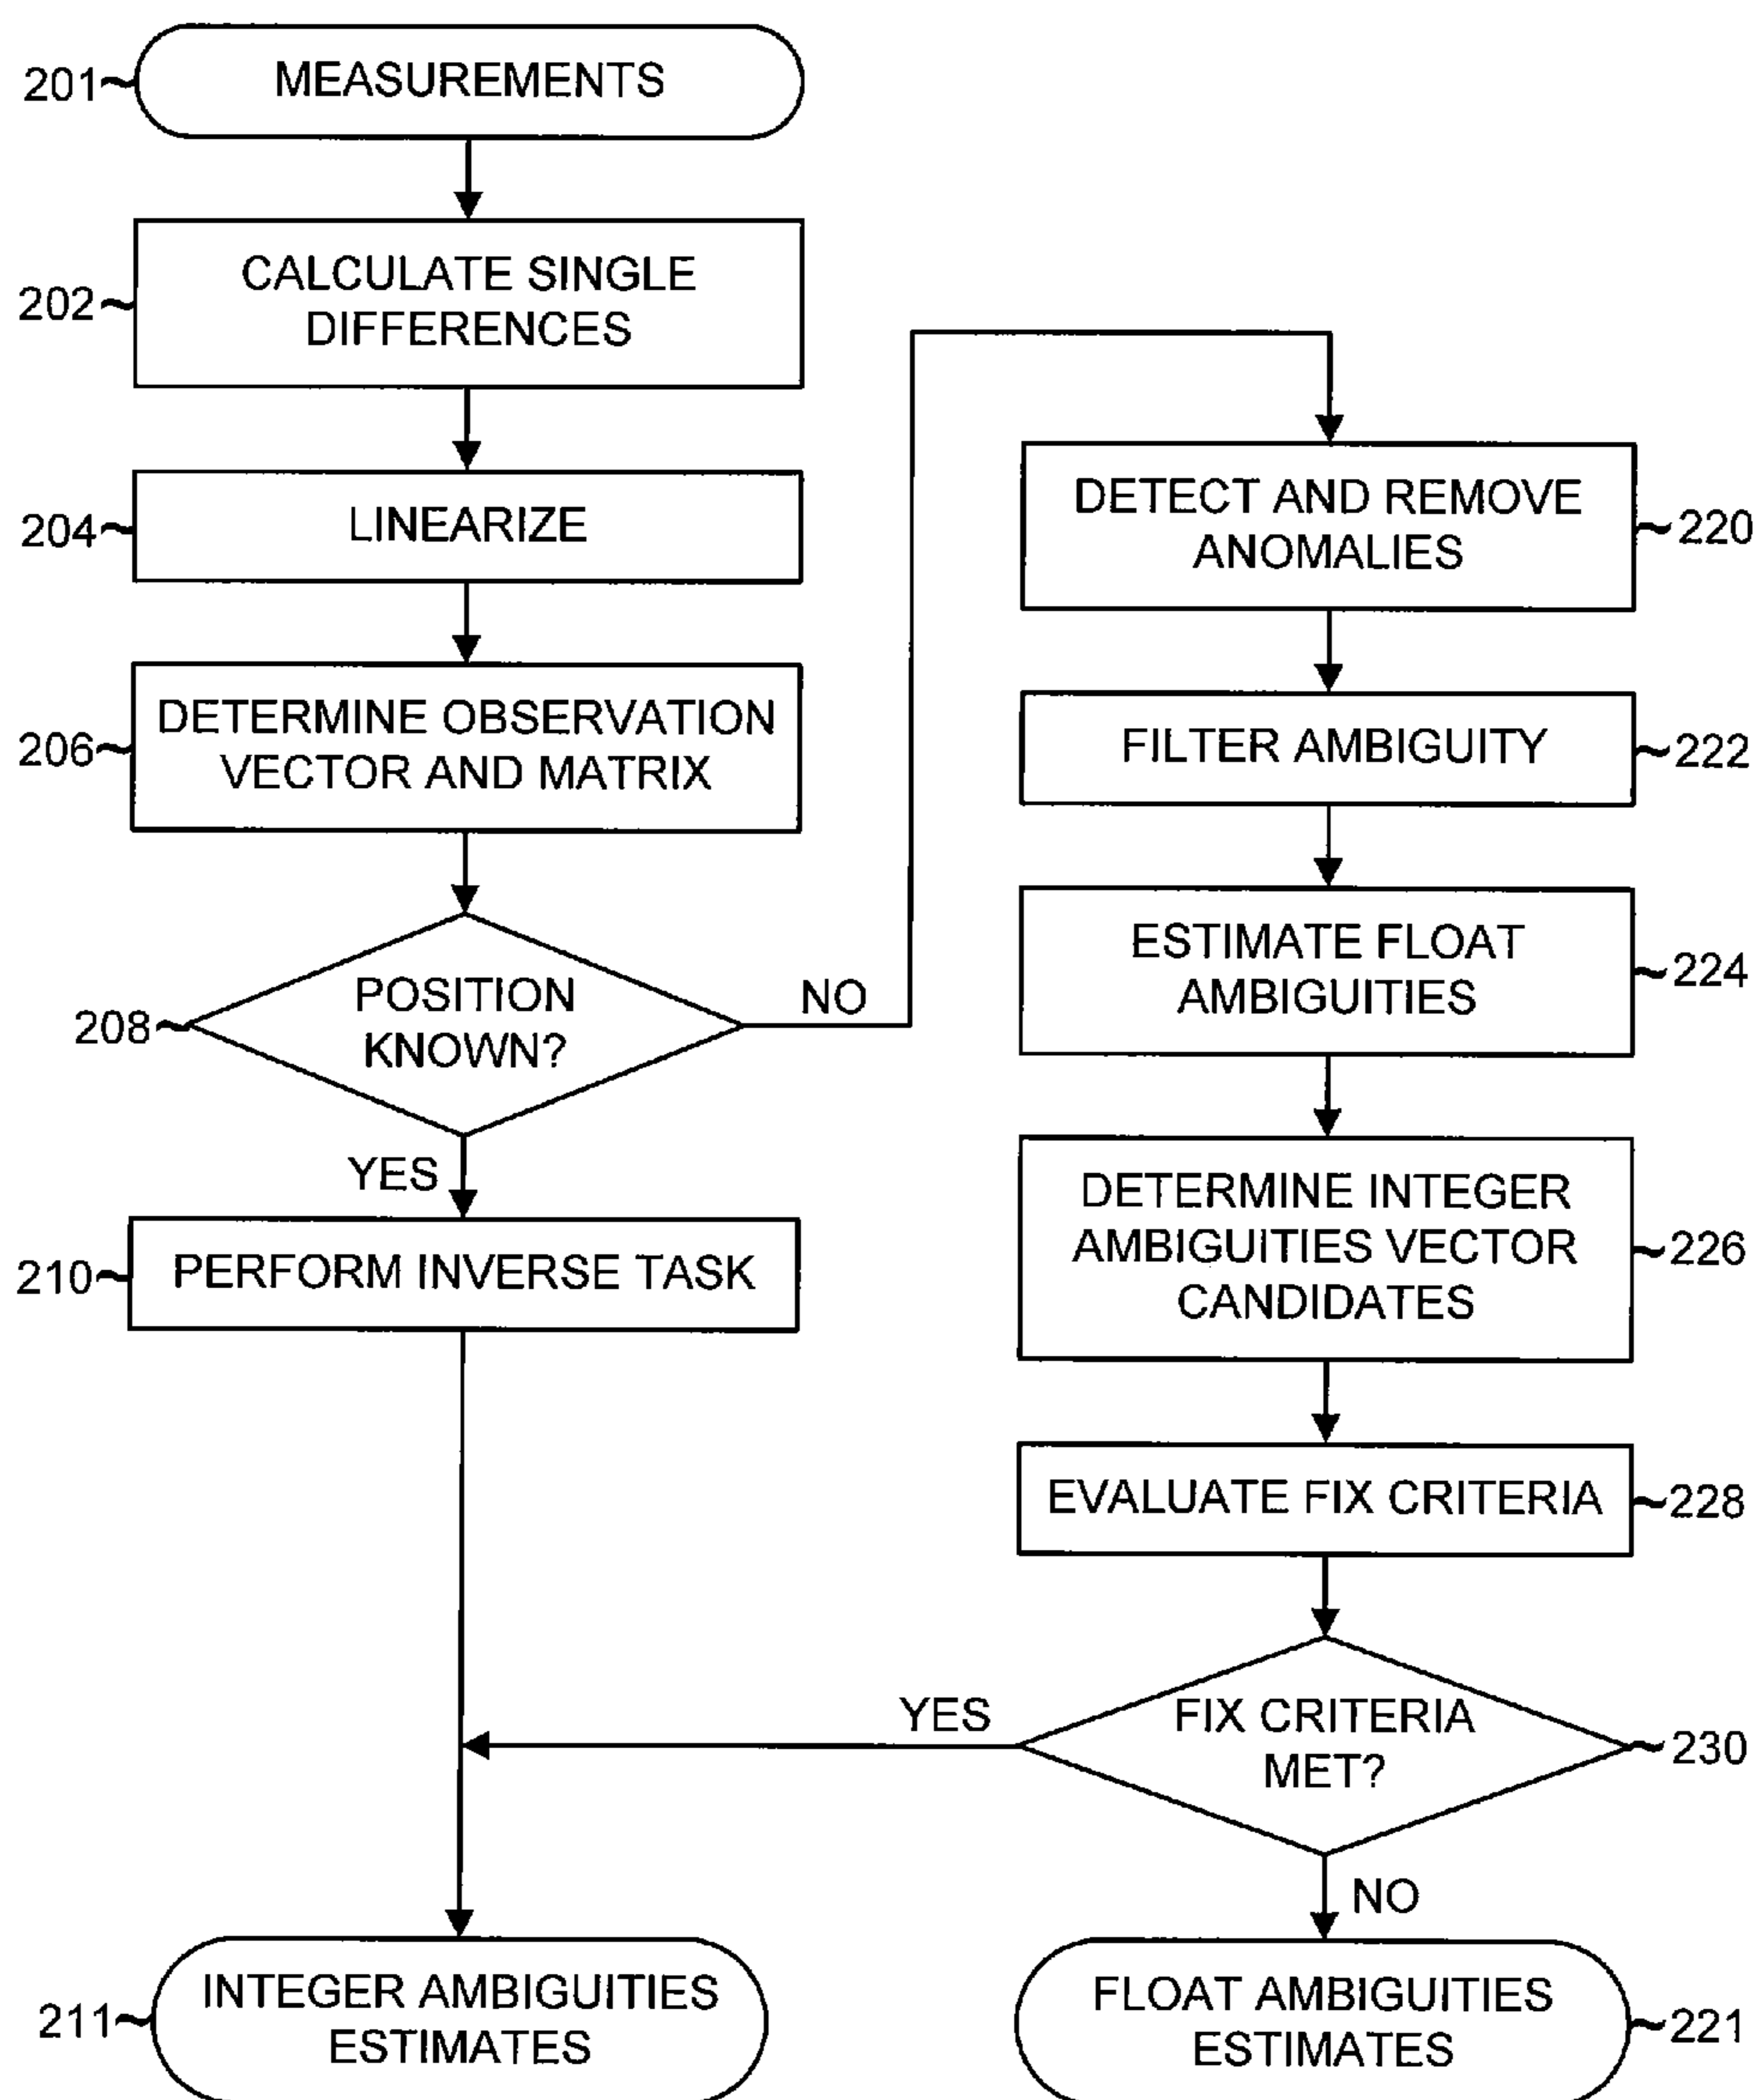 201
MEASUREMENTS
202
CALCULATE SINGLE
DIFFERENCES
204
LINEARIZE
206
DETERMINE OBSERVATION
VECTOR AND MATRIX
208
POSITION
KNOWN?
NO
YES
210
PERFORM INVERSE TASK
211
INTEGER AMBIGUITIES
ESTIMATES
DETECT AND REMOVE
ANOMALIES
220
FILTER AMBIGUITY
222
ESTIMATE FLOAT
AMBIGUITIES
224
DETERMINE INTEGER
AMBIGUITIES VECTOR
CANDIDATES
226
EVALUATE FIX CRITERIA
228
FIX CRITERIA
MET?
230
YES
NO
FLOAT AMBIGUITIES
ESTIMATES
221